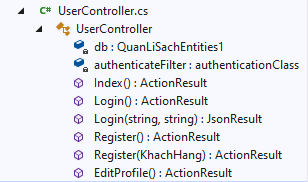 UserController.cs
UserController
db : QuanLiSachEntities1
authenticateFilter : authenticationClass
Index() : ActionResult
Login() : ActionResult
Login(string, string) : JsonResult
Register() : ActionResult
Register(KhachHang) : ActionResult
EditProfile() : ActionResult